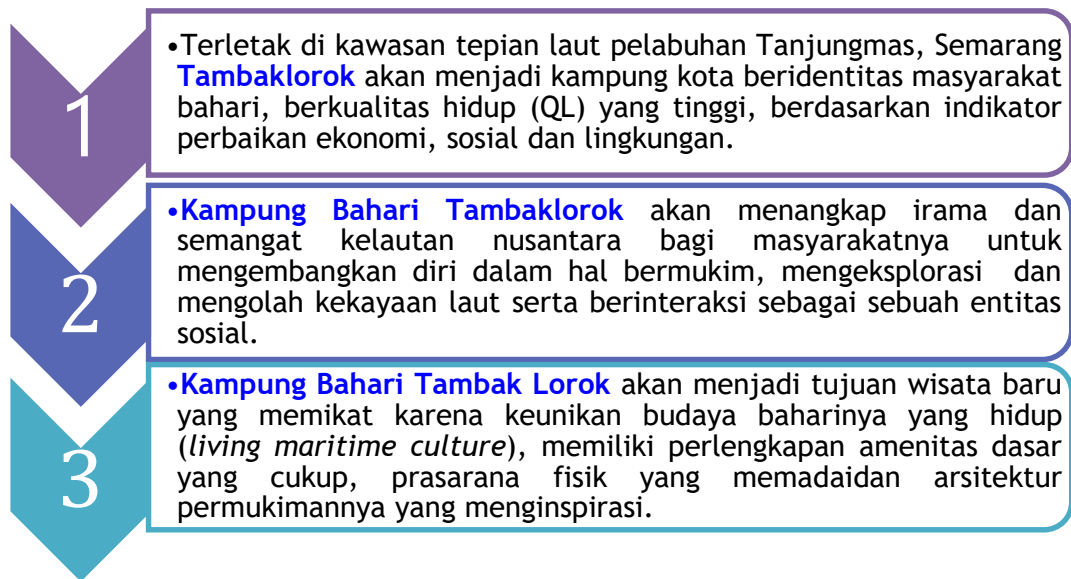 1
•Terletak di kawasan tepian laut pelabuhan Tanjungmas, Semarang
Tambaklorok akan menjadi kampung kota beridentitas masyarakat
bahari, berkualitas hidup (QL) yang tinggi, berdasarkan indikator
perbaikan ekonomi, sosial dan lingkungan.
2
•Kampung Bahari Tambaklorok akan menangkap irama dan
semangat kelautan nusantara bagi masyarakatnya untuk
mengembangkan diri dalam hal bermukim, mengeksplorasi dan
mengolah kekayaan laut serta berinteraksi sebagai sebuah entitas
sosial.
3
•Kampung Bahari Tambak Lorok akan menjadi tujuan wisata baru
yang memikat karena keunikan budaya baharinya yang hidup
(living maritime culture), memiliki perlengkapan amenitas dasar
yang cukup, prasarana fisik yang memadaidan arsitektur
permukimannya yang menginspirasi.